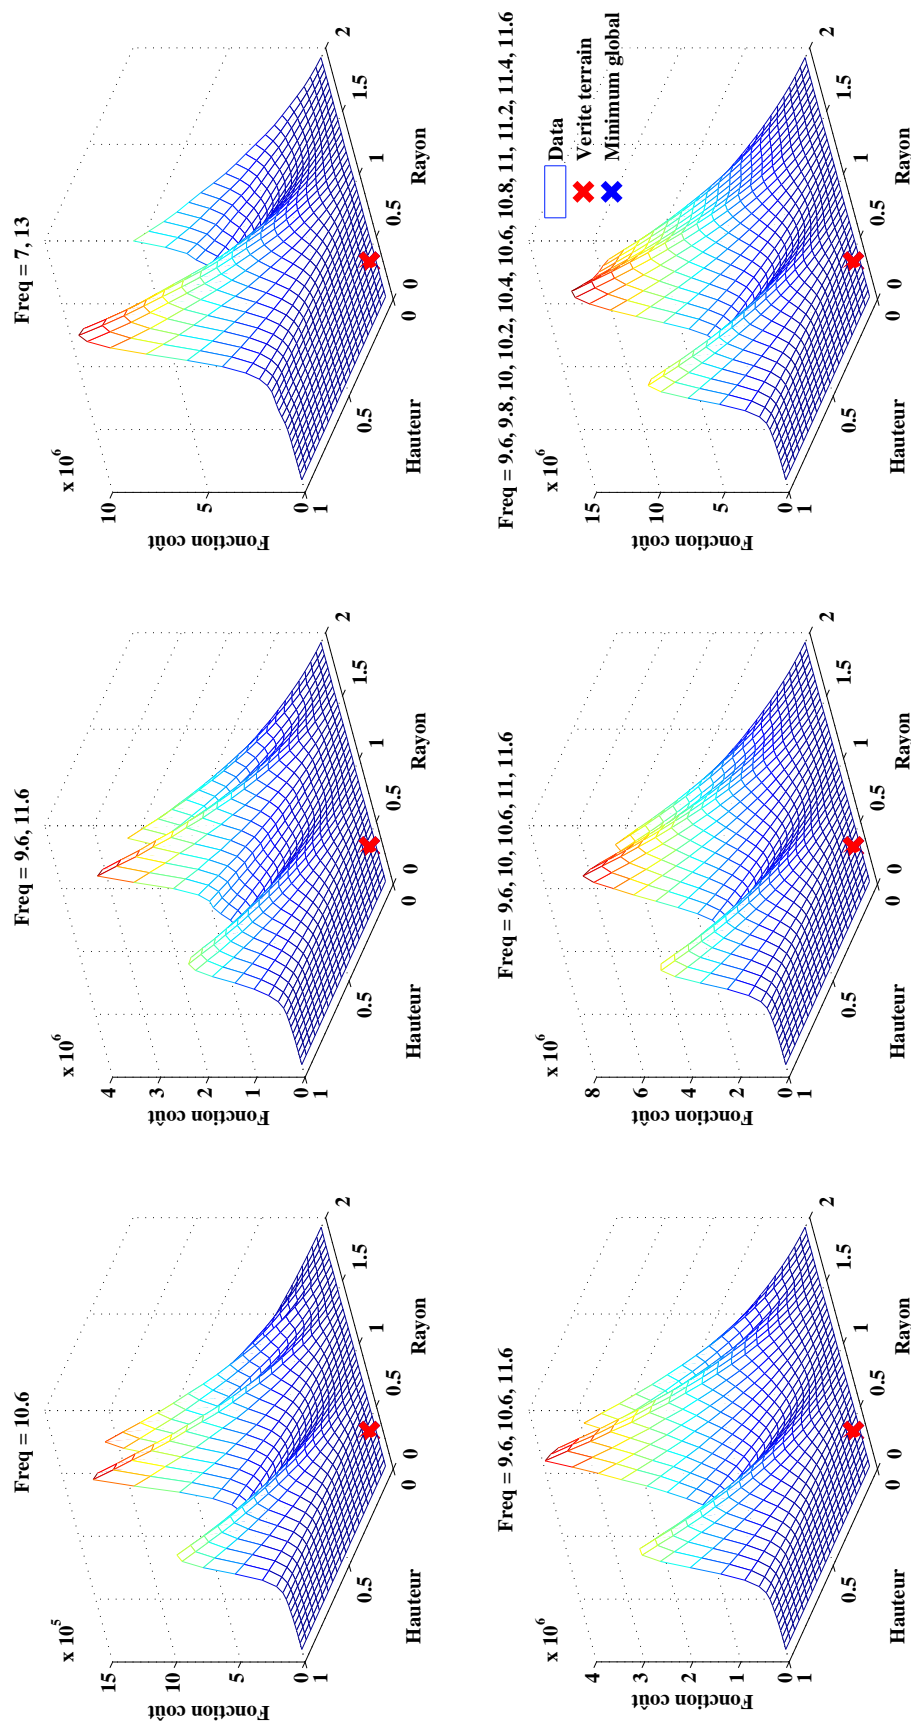 Freq = 10.6
x 10^5
15
10
5
0
Fonction coût
1
0.5
0
Hauteur
0
0.5
1
1.5
2
Rayon
Freq = 9.6, 11.6
x 10^6
4
3
2
1
0
Fonction coût
1
0.5
0
Hauteur
0
0.5
1
1.5
2
Rayon
Freq = 7, 13
x 10^6
10
5
0
Fonction coût
1
0.5
0
Hauteur
0
0.5
1
1.5
2
Rayon
Freq = 9.6, 10.6, 11.6
x 10^6
4
3
2
1
0
Fonction coût
1
0.5
0
Hauteur
0
0.5
1
1.5
2
Rayon
Freq = 9.6, 10, 10.6, 11, 11.6
x 10^6
8
6
4
2
0
Fonction coût
1
0.5
0
Hauteur
0
0.5
1
1.5
2
Rayon
Freq = 9.6, 9.8, 10, 10.2, 10.4, 10.6, 10.8, 11, 11.2, 11.4, 11.6
x 10^6
15
10
5
0
Fonction coût
1
0.5
0
Hauteur
0
0.5
1
1.5
2
Rayon
Data
Verite terrain
Minimum global